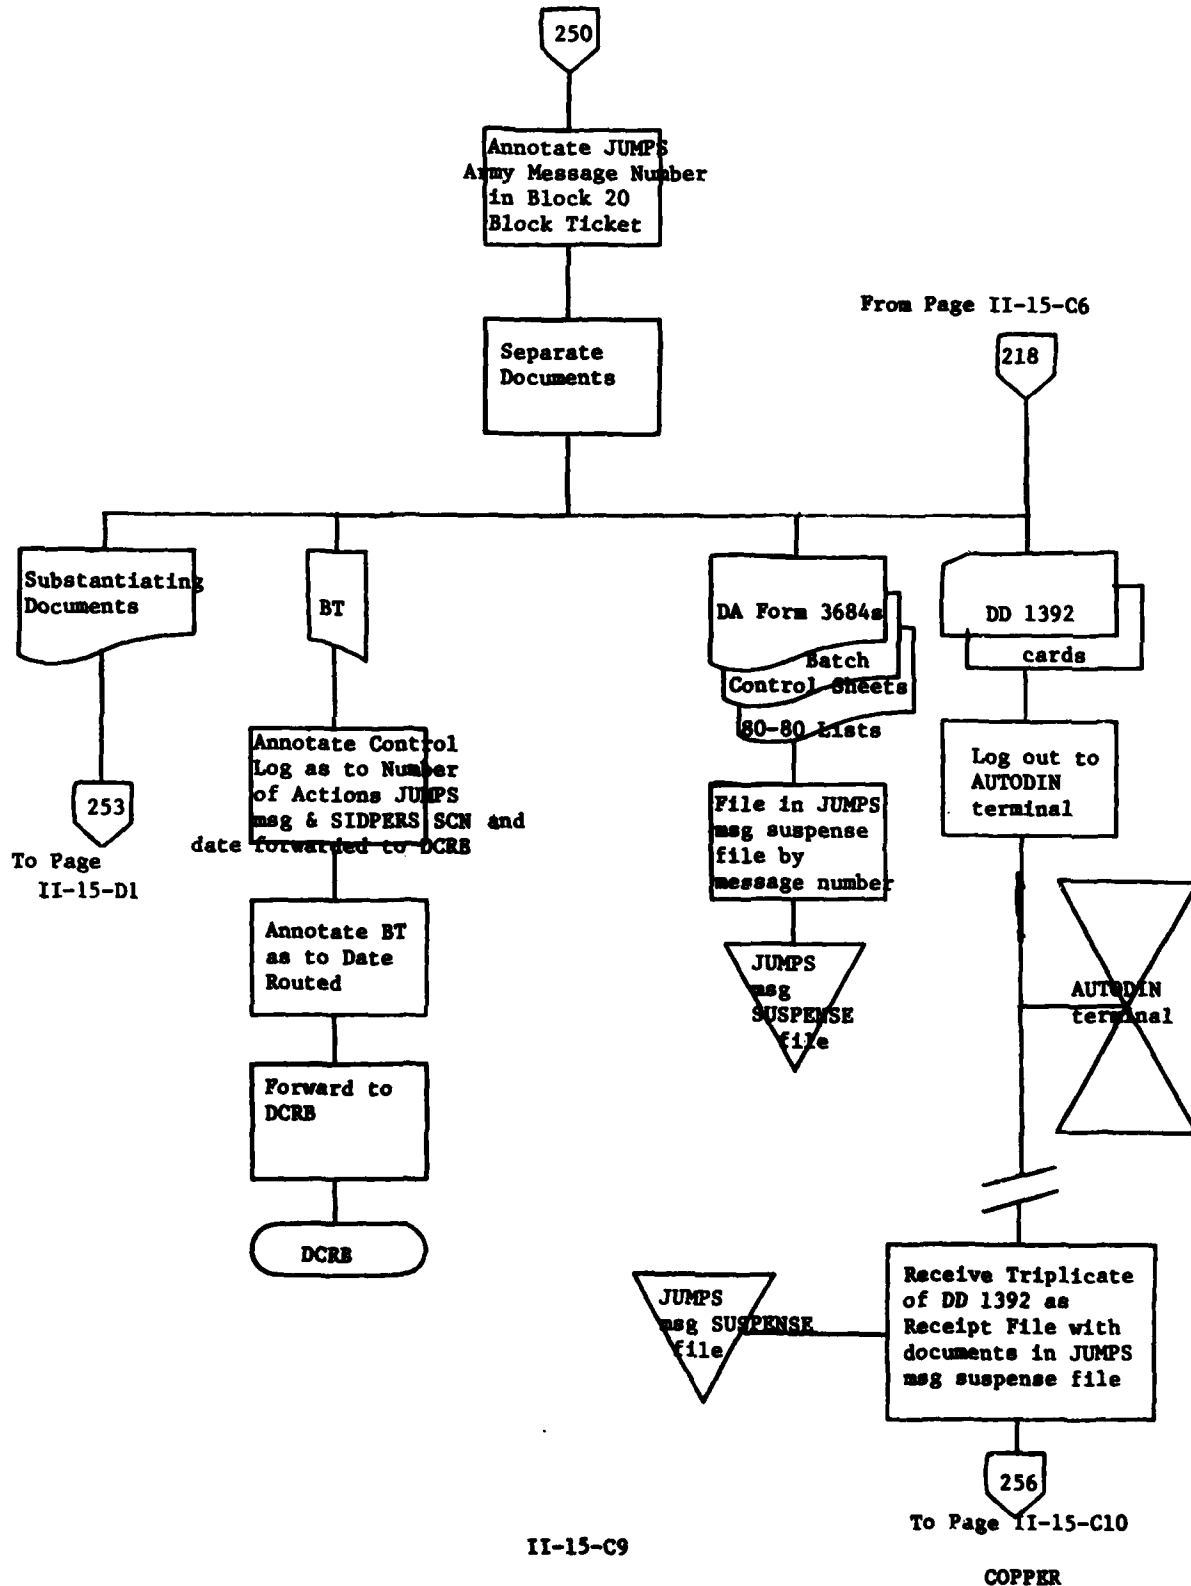 250
Annotate JUMPS
Army Message Number
in Block 20
Block Ticket
Separate
Documents
From Page II-15-C6
218
Substantiating
Documents
253
To Page
II-15-D1
BT
Annotate Control
Log as to Number
of Actions JUMPS
msg & SIDPERS SCN and
date forwarded to DCRB
Annotate BT
as to Date
Routed
Forward to
DCRB
DCRB
DA Form 3684s
Batch
Control Sheets
80-80 Lists
File in JUMPS
msg suspense
file by
message number
JUMPS
msg
SUSPENSE
file
DD 1392
cards
Log out to
AUTODIN
terminal
AUTODIN
terminal
JUMPS
msg SUSPENSE
file
Receive Triplicate
of DD 1392 as
Receipt File with
documents in JUMPS
msg suspense file
256
To Page II-15-C10
II-15-C9
COPPER